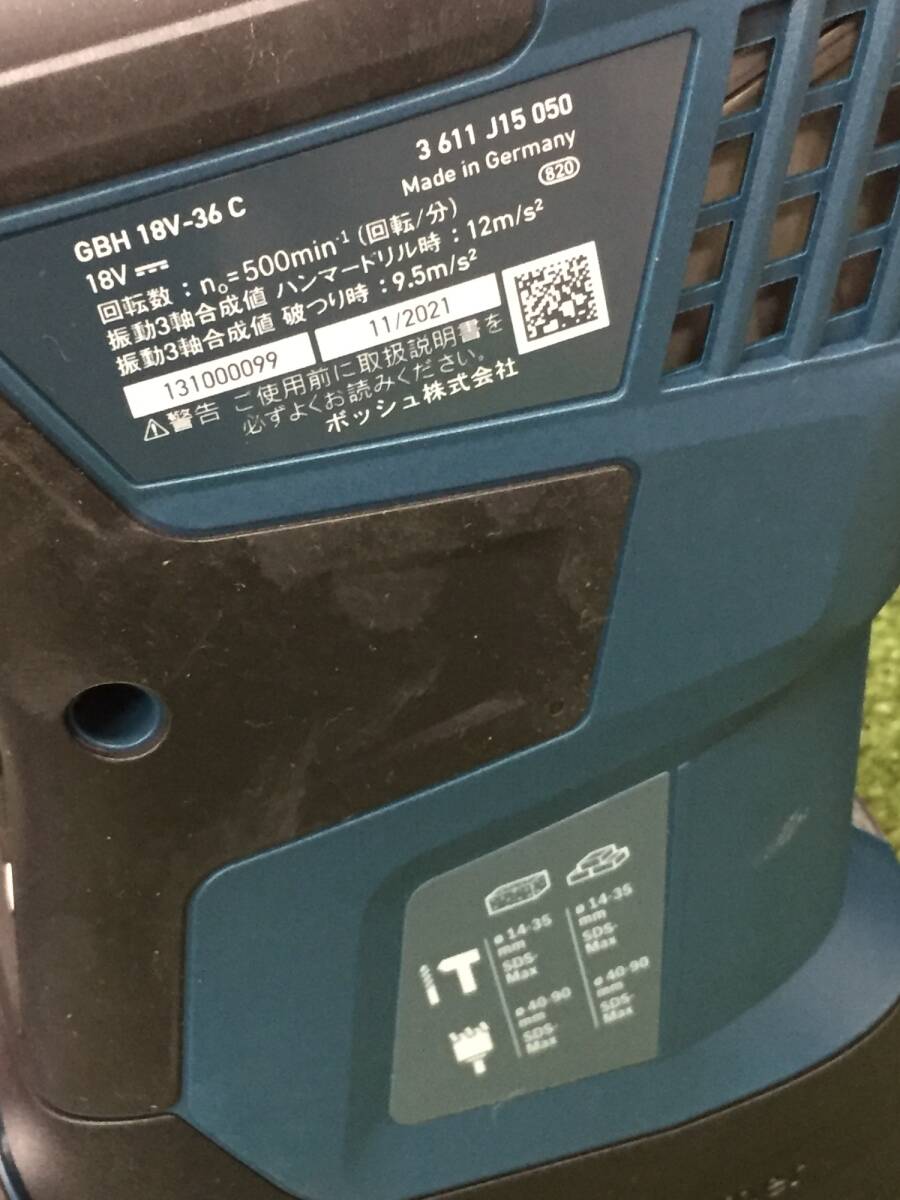 3 611 J15 050
Made in Germany
820
GBH 18V-36 C
18V
回転数：n₀=500min⁻¹ (回転/分)
振動3軸合成値 ハンマードリル時：12m/s²
振動3軸合成値 破つり時：9.5m/s²
131000099 11/2021
警告 ご使用前に取扱説明書を
必ずよくお読みください。
ボッシュ株式会社
ø 14-35 mm SDS-Max
ø 14-35 mm SDS-Max
ø 40-90 mm SDS-Max
ø 40-90 mm SDS-Max